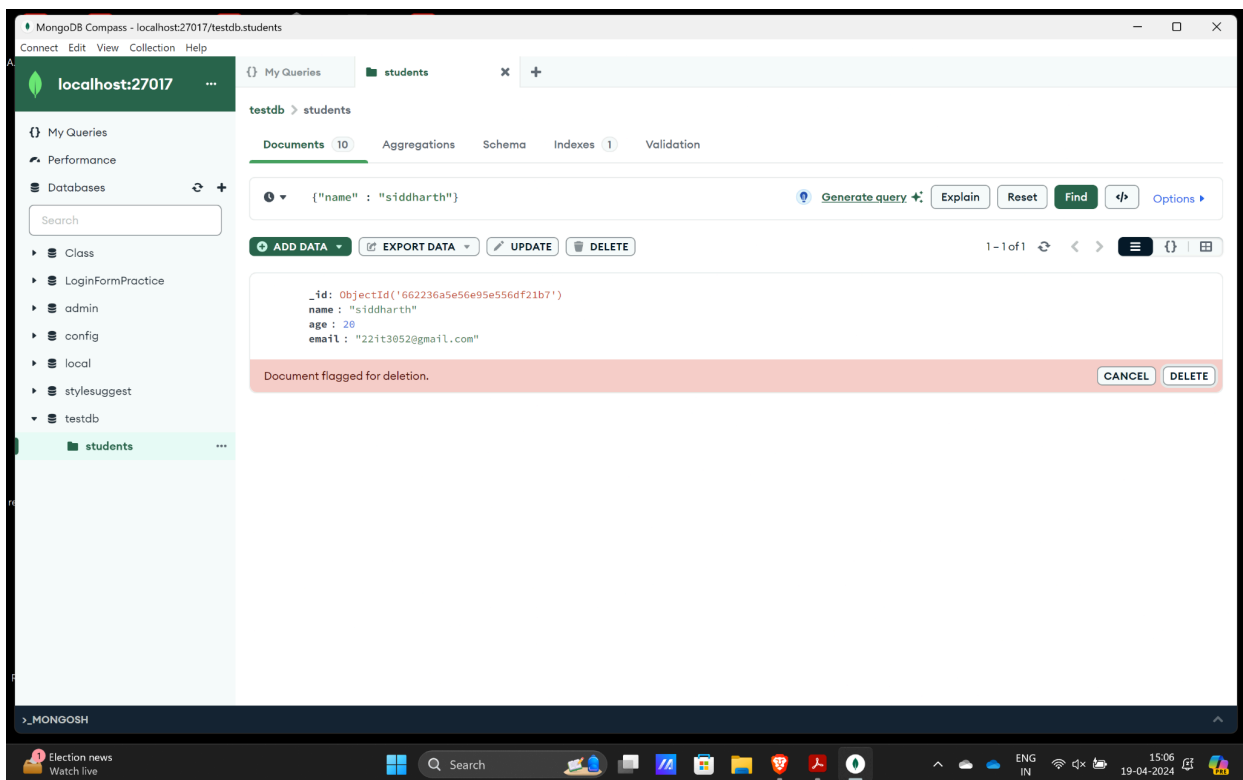 MongoDB Compass - localhost:27017/testdb.students
Connect Edit View Collection Help
localhost:27017 ...
{} My Queries
students
testdb > students
{} My Queries
Performance
Databases
Search
Class
LoginFormPractice
admin
config
local
stylesuggest
testdb
students ...
Documents 10 Aggregations Schema Indexes 1 Validation
{"name" : "siddharth"}
Generate query Explain Reset Find </> Options
ADD DATA EXPORT DATA UPDATE DELETE
1 – 1 of 1 {}
_id: ObjectId('662236a5e56e95e556df21b7')
name : "siddharth"
age : 20
email : "22it3052@gmail.com"
Document flagged for deletion. CANCEL DELETE
>_MONGOSH
1 Election news
Watch live
Search
ENG
IN
15:06
19-04-2024
PRE